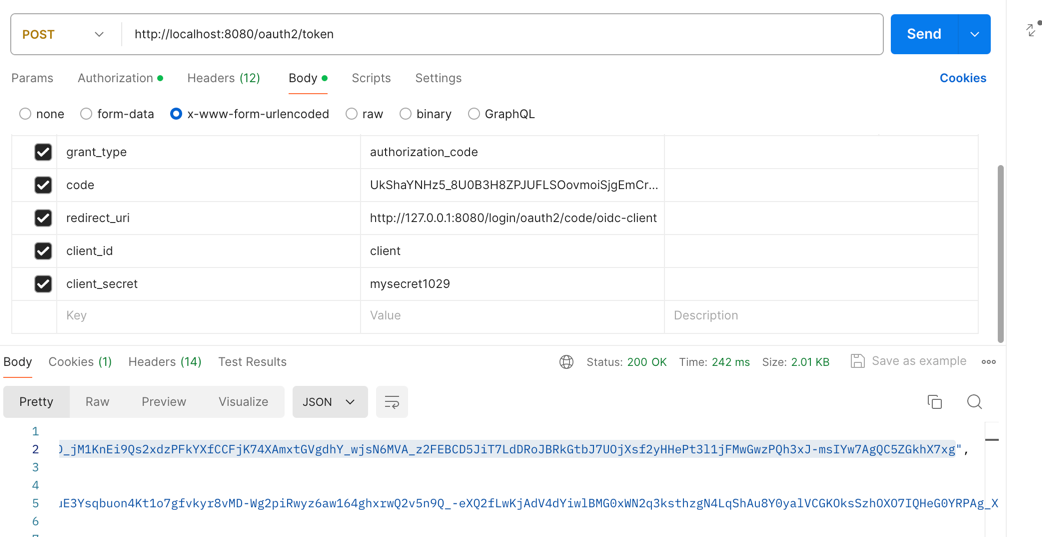 POST http://localhost:8080/oauth2/token Send
Params Authorization Headers (12) Body Scripts Settings Cookies
none form-data x-www-form-urlencoded raw binary GraphQL
grant_type authorization_code
code UkShaYNHz5_8U0B3H8ZPJUFLSOovmoiSjgEmCr...
redirect_uri http://127.0.0.1:8080/login/oauth2/code/oidc-client
client_id client
client_secret mysecret1029
Key Value Description
Body Cookies (1) Headers (14) Test Results Status: 200 OK Time: 242 ms Size: 2.01 KB Save as example
Pretty Raw Preview Visualize JSON
1
2 _jM1KnEi9Qs2xdzPFkYXfCCFjK74XAmxtGVgdhY_wjsN6MVA_z2FEBCD5JiT7LdDRoJBRkGtbJ7UOjXsf2yHHePt3l1jFMwGwzPQh3xJ-msIYw7AgQC5ZGkhX7xg",
3
4
5 E3Ysqbuon4Kt1o7gfvkyr8vMD-Wg2piRwyz6aw164ghxrwQ2v5n9Q_-eXQ2fLwKjAdV4dYiwlBMG0xWN2q3ksthzgN4LqShAu8Y0yalVCGKOksSzhOXO7IQHeG0YRPAg_X
6